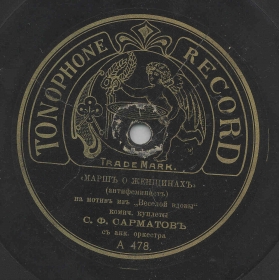 TONOPHONE RECORD
TRADE MARK.
„МАРШЪ О ЖЕНЩИНАХЪ"
(антифеминистъ)
на мотивъ изъ „Веселой вдовы"
комич. куплеты
С. Ф. САРМАТОВЪ
съ акк. оркестра
A 478.